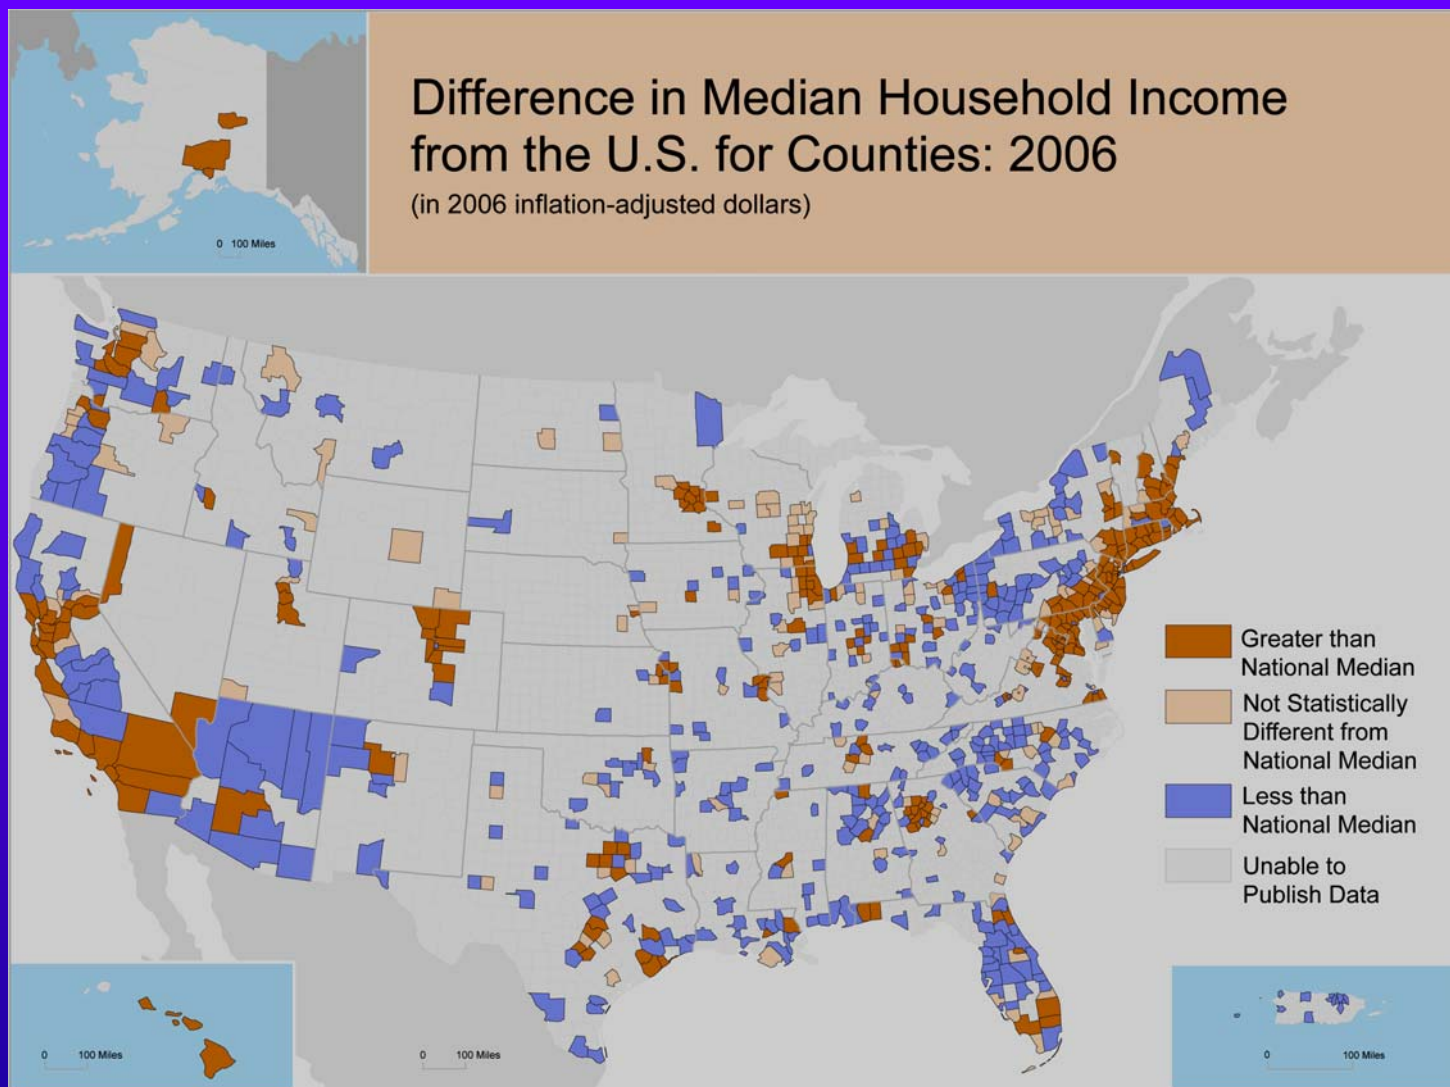 Difference in Median Household Income
from the U.S. for Counties: 2006
(in 2006 inflation-adjusted dollars)
0 100 Miles
Greater than
National Median
Not Statistically
Different from
National Median
Less than
National Median
Unable to
Publish Data
0 100 Miles
0 100 Miles
0 100 Miles